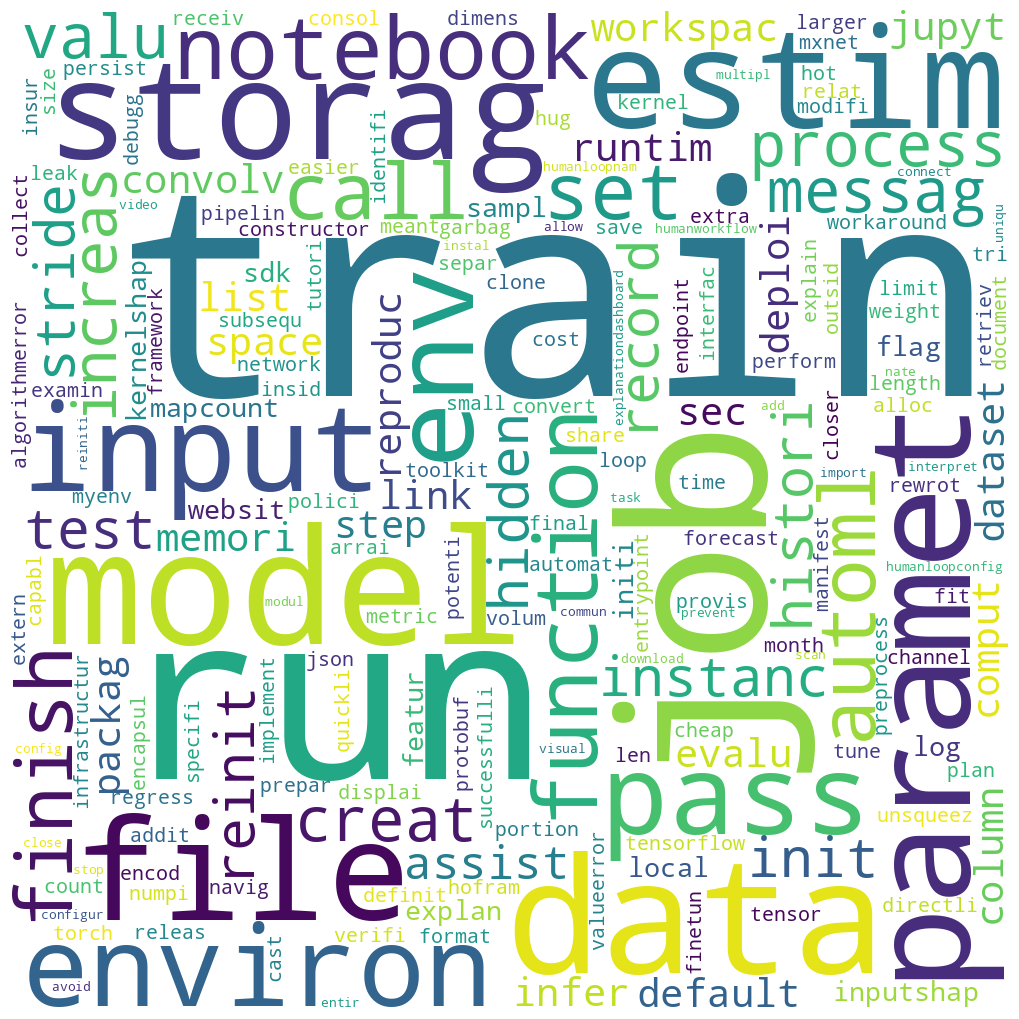 receiv
consol
dimens
workspac
larger
jupyt
valu
notebook
mxnet
persist
storag
estim
multipl
hot
relat
size
insur
debugg
kernel
modifi
hug
runtim
process
humanloopnam
connect
leak
increas
convolv
easier
call
identifi
set
messag
collect
stride
video
pipelin
meantgarbag
sampl
save
extra
allow
humanworkflow
workaround
uniqu
constructor
instal
separ
tri
train
kernelshap
sdk
tutori
env
clone
record
endpoint
interfac
deploi
explain
outsid
limit
retriev
document
list
subsequ
explanationdashboard
weight
algorithmerror
framework
space
network
cost
perform
flag
nate
examin
insid
reproduc
small
convert
length
mapcount
sec
add
alloc
reiniti
input
hidden
function
share
job
closer
paramet
dataset
toolkit
loop
time
histori
automl
import
interpret
myenv
link
task
rewrot
websit
polici
test
memori
step
final
forecast
manifest
arrai
automat
initi
entrypoint
humanloopconfig
capabl
extern
model
modul
metric
potenti
volum
commun
provis
prevent
fit
comput
month
scan
channel
preprocess
finish
run
json
download
packag
infrastructur
encapsul
specifi
reinit
implement
quickli
featur
protobuf
successfulli
visual
instanc
config
len
cheap
evalu
tune
log
plan
pass
regress
prepar
displai
creat
portion
unsqueez
column
close
addit
file
assist
valueerror
tensorflow
init
stop
encod
count
numpi
navig
definit
hofram
local
configur
explan
data
directli
finetun
tensor
torch
releas
cast
verifi
format
environ
avoid
entir
infer
default
inputshap